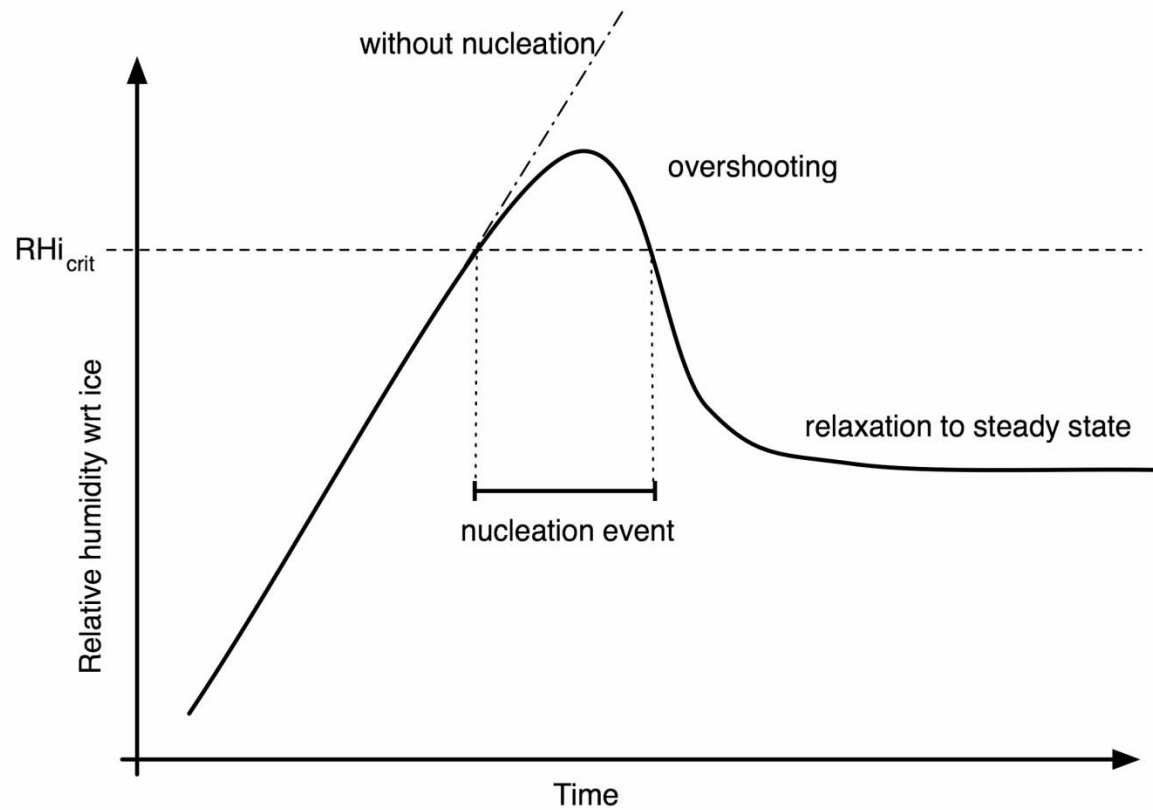 without nucleation
overshooting
RHi crit
relaxation to steady state
nucleation event
Relative humidity wrt ice
Time